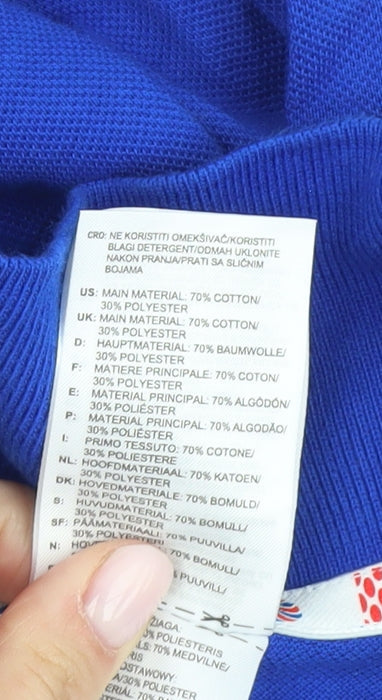 CRO: NE KORISTITI OMEKŠIVAČ/KORISTITI
BLAGI DETERGENT/ODMAH UKLONITE
NAKON PRANJA/PRATI SA SLIČNIM
BOJAMA
US: MAIN MATERIAL: 70% COTTON/
30% POLYESTER
UK: MAIN MATERIAL: 70% COTTON/
30% POLYESTER
D: HAUPTMATERIAL: 70% BAUMWOLLE/
30% POLYESTER
F: MATIERE PRINCIPALE: 70% COTON/
30% POLYESTER
E: MATERIAL PRINCIPAL: 70% ALGODÓN/
30% POLIÉSTER
P: MATERIAL PRINCIPAL: 70% ALGODÃO/
30% POLIÉSTER
I: PRIMO TESSUTO: 70% COTONE/
30% POLIESTERE
NL: HOOFDMATERIAAL: 70% KATOEN/
30% POLYESTER
DK: HOVEDMATERIALE: 70% BOMULD/
30% POLYESTER
S: HUVUDMATERIAL: 70% BOMULL/
30% POLYESTER
SF: PÄÄMATERIAALI: 70% PUUVILLA/
30% POLYESTERI
N: 70% BOMULL/
PUUVILL/
POLIESTERIS
70% MEDVILNE/
70%